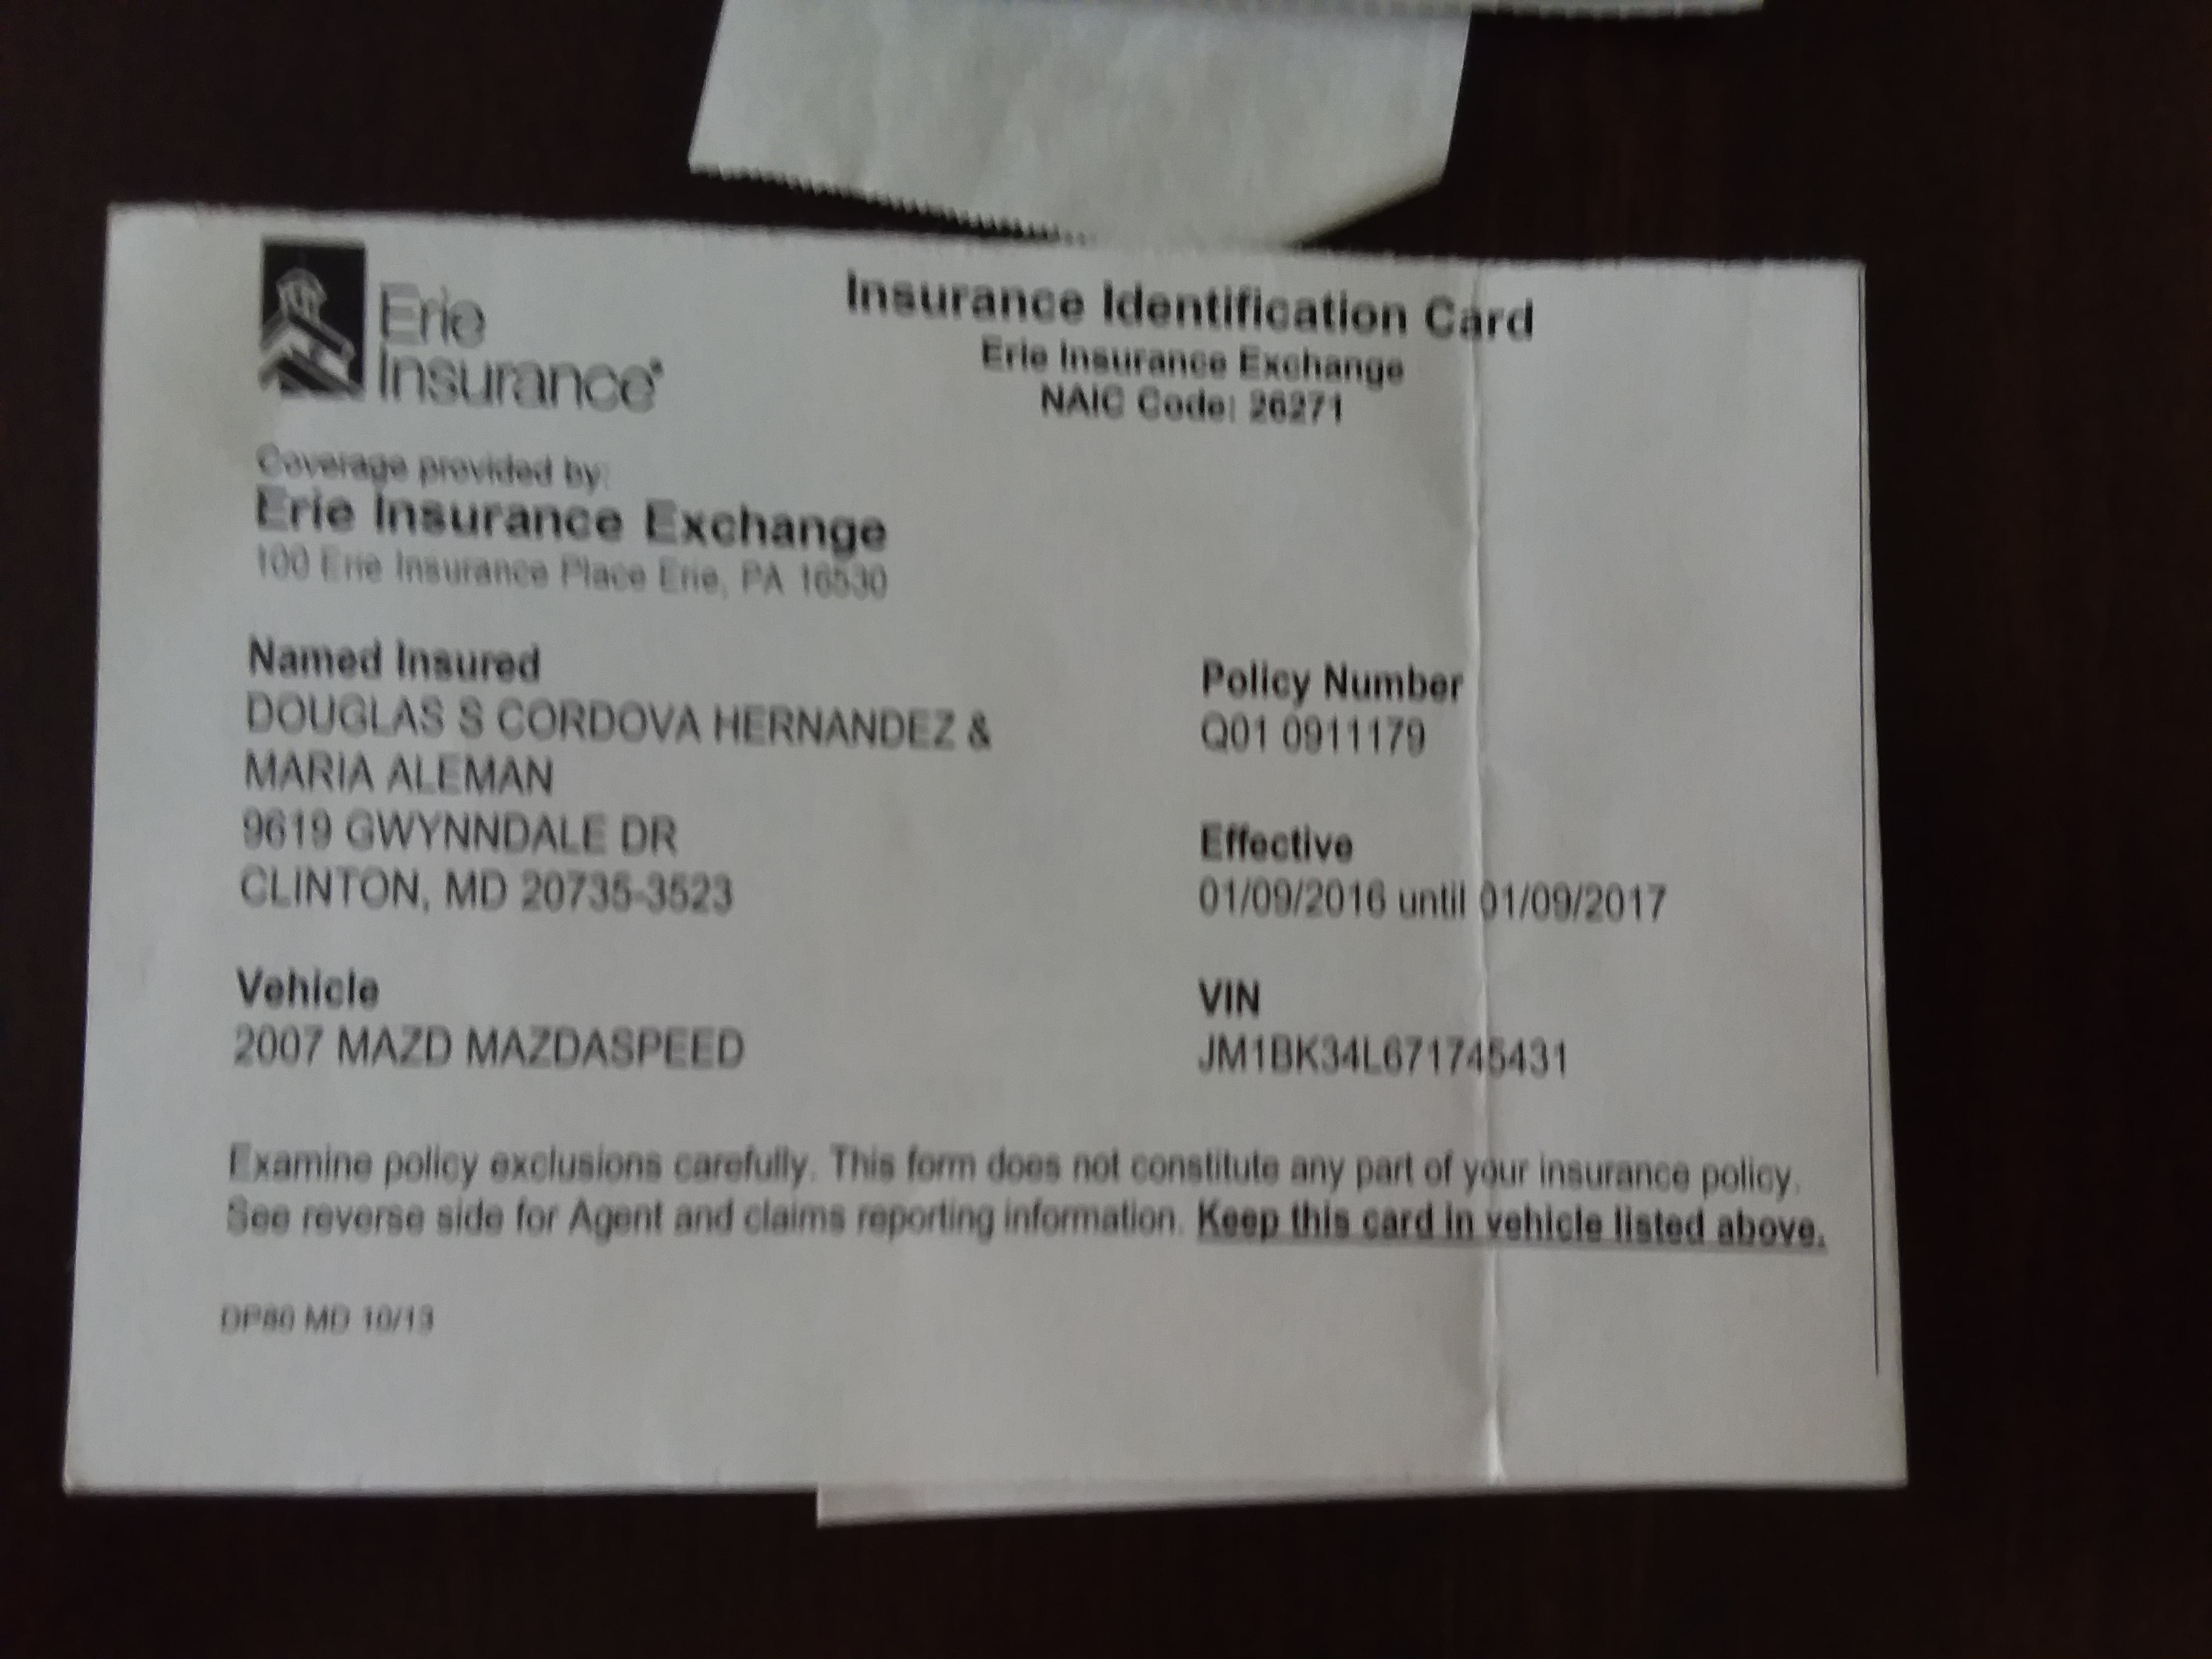 Erie
Insurance®
Insurance Identification Card
Erie Insurance Exchange
NAIC Code: 26271
Coverage provided by:
Erie Insurance Exchange
100 Erie Insurance Place Erie, PA 16530
Named Insured
DOUGLAS S CORDOVA HERNANDEZ &
MARIA ALEMAN
9619 GWYNNDALE DR
CLINTON, MD 20735-3523
Policy Number
Q01 0911179
Effective
01/09/2016 until 01/09/2017
Vehicle
2007 MAZD MAZDASPEED
VIN
JM1BK34L671745431
Examine policy exclusions carefully. This form does not constitute any part of your insurance policy.
See reverse side for Agent and claims reporting information. Keep this card in vehicle listed above.
DP80 MD 10/13